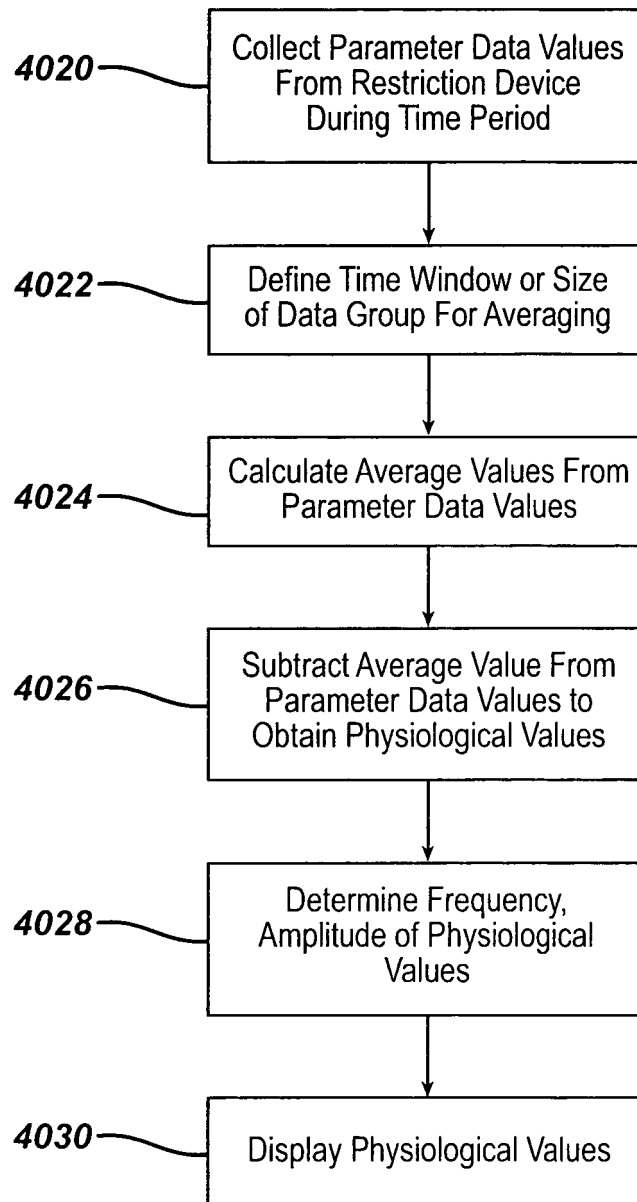 4020
Collect Parameter Data Values
From Restriction Device
During Time Period
4022
Define Time Window or Size
of Data Group For Averaging
4024
Calculate Average Values From
Parameter Data Values
4026
Subtract Average Value From
Parameter Data Values to
Obtain Physiological Values
4028
Determine Frequency,
Amplitude of Physiological
Values
4030
Display Physiological Values